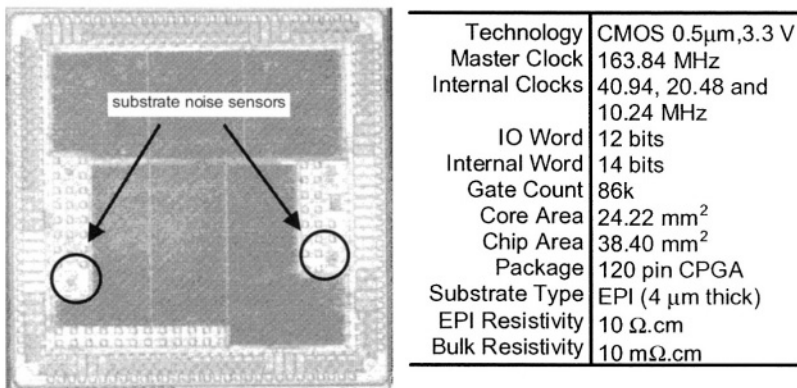 substrate noise sensors
Technology CMOS 0.5μm,3.3 V
Master Clock 163.84 MHz
Internal Clocks 40.94, 20.48 and
10.24 MHz
IO Word 12 bits
Internal Word 14 bits
Gate Count 86k
Core Area 24.22 mm²
Chip Area 38.40 mm²
Package 120 pin CPGA
Substrate Type EPI (4 μm thick)
EPI Resistivity 10 Ω.cm
Bulk Resistivity 10 mΩ.cm